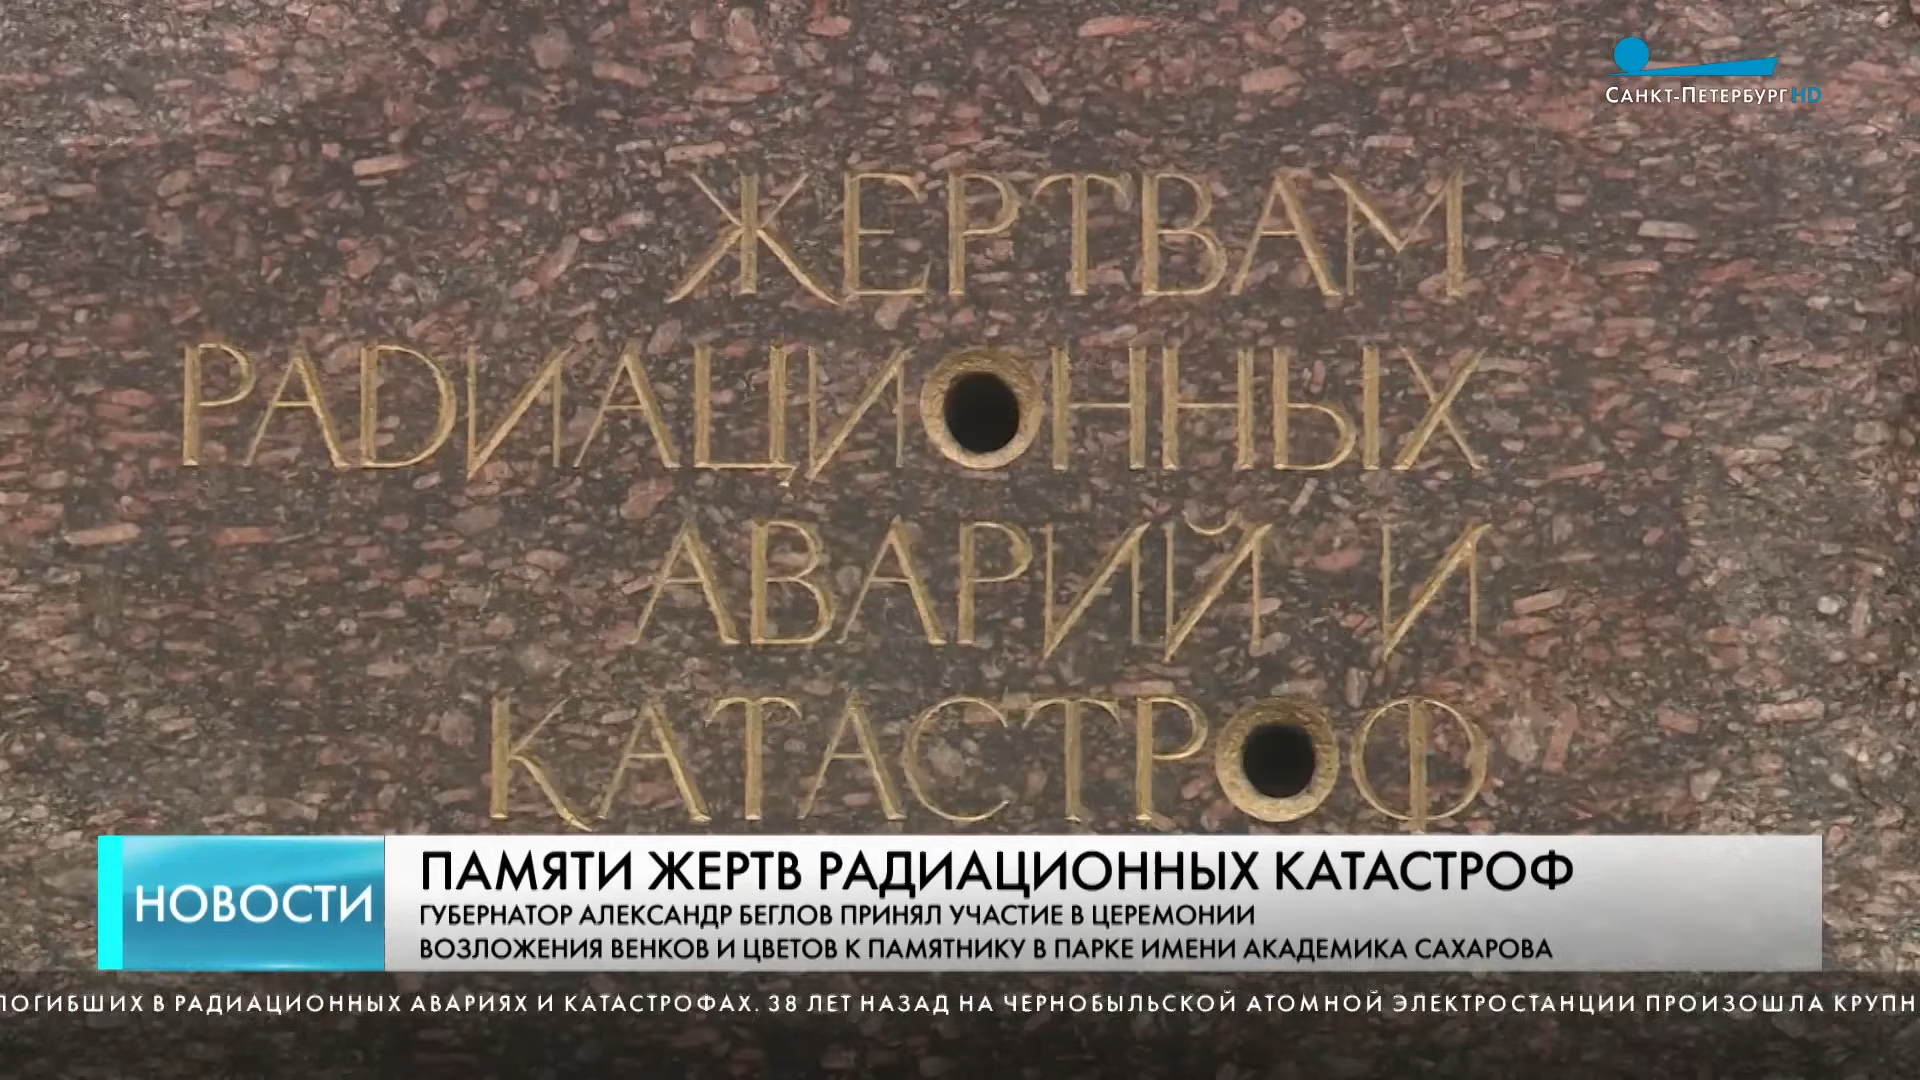 САНКТ-ПЕТЕРБУРГ HD
ЖЕРТВАМ
РАДИАЦИОННЫХ
АВАРИЙ И
КАТАСТРОФ
НОВОСТИ
ПАМЯТИ ЖЕРТВ РАДИАЦИОННЫХ КАТАСТРОФ
ГУБЕРНАТОР АЛЕКСАНДР БЕГЛОВ ПРИНЯЛ УЧАСТИЕ В ЦЕРЕМОНИИ
ВОЗЛОЖЕНИЯ ВЕНКОВ И ЦВЕТОВ К ПАМЯТНИКУ В ПАРКЕ ИМЕНИ АКАДЕМИКА САХАРОВА
ПОГИБШИХ В РАДИАЦИОННЫХ АВАРИЯХ И КАТАСТРОФАХ. 38 ЛЕТ НАЗАД НА ЧЕРНОБЫЛЬСКОЙ АТОМНОЙ ЭЛЕКТРОСТАНЦИИ ПРОИЗОШЛА КРУПН